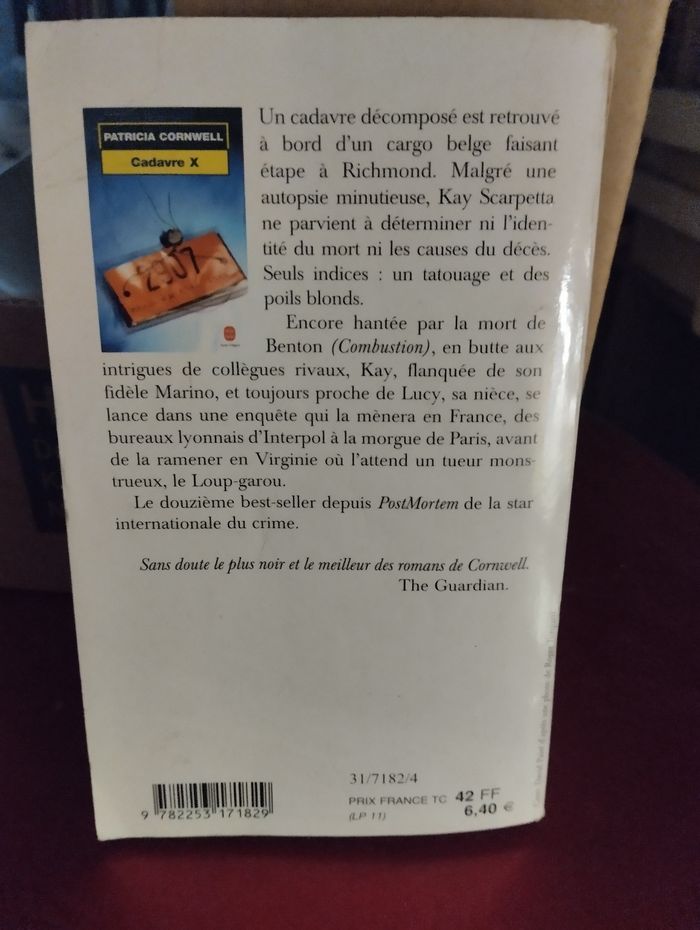 PATRICIA CORNWELL
Cadavre X
2907
Un cadavre décomposé est retrouvé
à bord d'un cargo belge faisant
étape à Richmond. Malgré une
autopsie minutieuse, Kay Scarpetta
ne parvient à déterminer ni l'iden-
tité du mort ni les causes du décès.
Seuls indices : un tatouage et des
poils blonds.
Encore hantée par la mort de
Benton (Combustion), en butte aux
intrigues de collègues rivaux, Kay, flanquée de son
fidèle Marino, et toujours proche de Lucy, sa nièce, se
lance dans une enquête qui la mènera en France, des
bureaux lyonnais d'Interpol à la morgue de Paris, avant
de la ramener en Virginie où l'attend un tueur mons-
trueux, le Loup-garou.
Le douzième best-seller depuis PostMortem de la star
internationale du crime.
Sans doute le plus noir et le meilleur des romans de Cornwell.
The Guardian.
31/7182/4
PRIX FRANCE TC 42 FF
6,40 €
(LP 11)
9 782253 171829